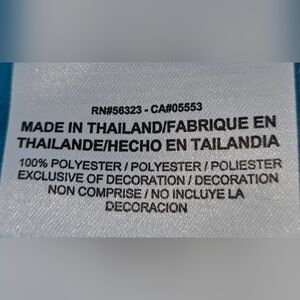 RN#56323 - CA#05553
MADE IN THAILAND/FABRIQUE EN
THAILANDE/HECHO EN TAILANDIA
100% POLYESTER / POLYESTER / POLIESTER
EXCLUSIVE OF DECORATION / DECORATION
NON COMPRISE / NO INCLUYE LA
DECORACION